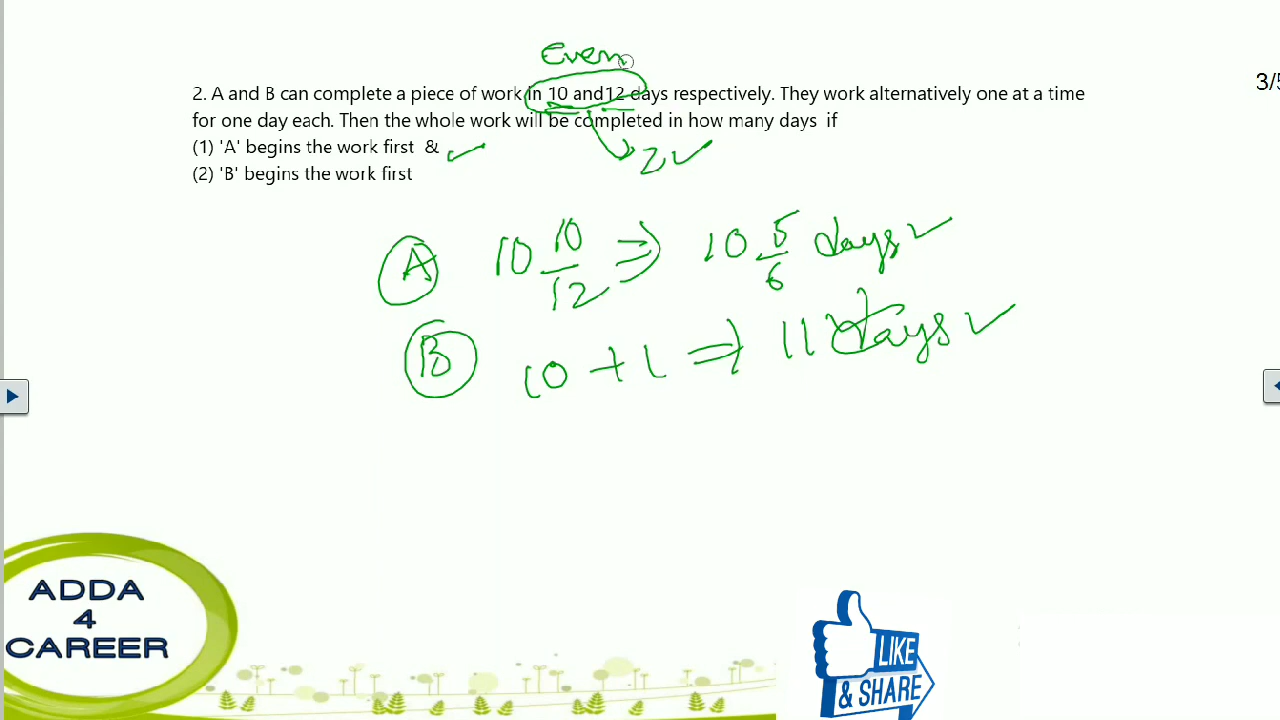 Even
3/5
2. A and B can complete a piece of work in 10 and12 days respectively. They work alternatively one at a time
for one day each. Then the whole work will be completed in how many days if
(1) 'A' begins the work first &
2
(2) 'B' begins the work first
A 10 10/12 ⇒ 10 5/6 days
B 10 + 1 ⇒ 11 days
ADDA
4
CAREER
LIKE
& SHARE